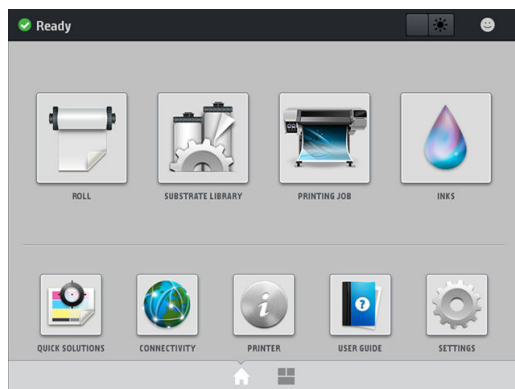 Ready
ROLL
SUBSTRATE LIBRARY
PRINTING JOB
INKS
QUICK SOLUTIONS
CONNECTIVITY
PRINTER
USER GUIDE
SETTINGS